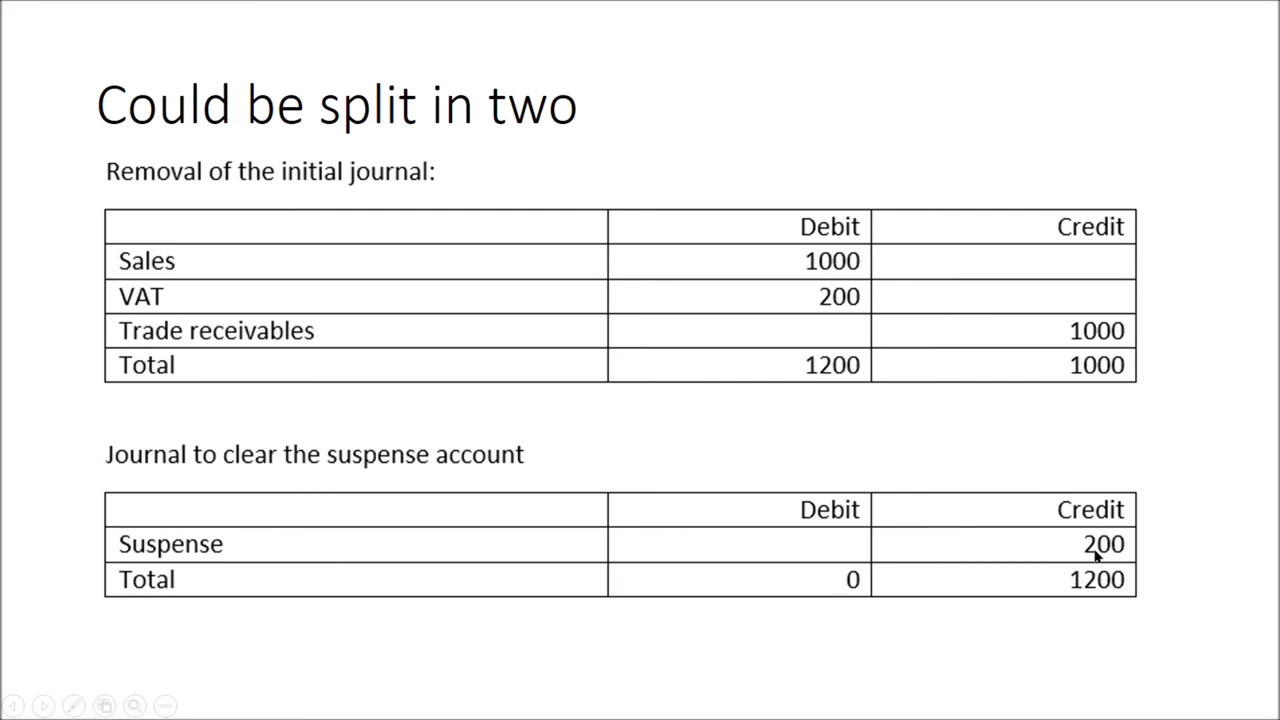 Could be split in two
Removal of the initial journal:
Debit Credit
Sales 1000
VAT 200
Trade receivables 1000
Total 1200 1000
Journal to clear the suspense account
Debit Credit
Suspense 200
Total 0 1200